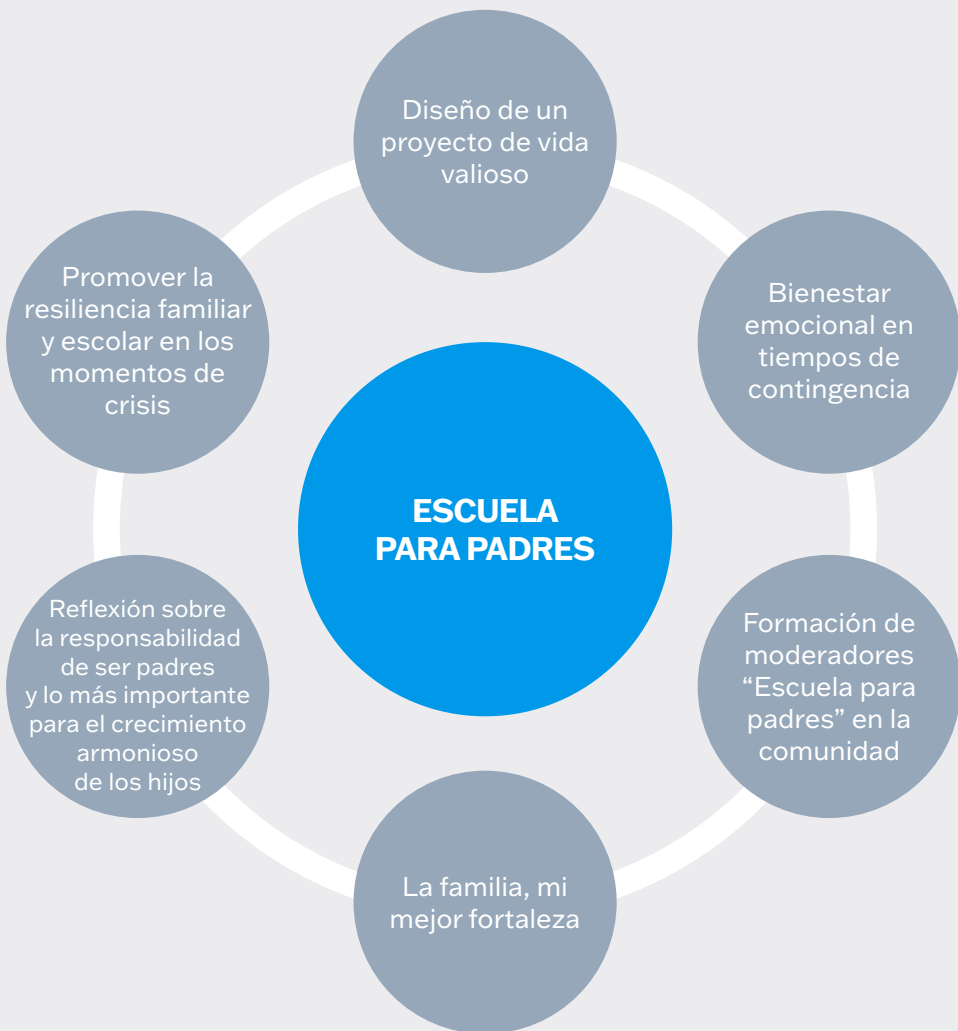 Diseño de un
proyecto de vida
valioso
Bienestar
emocional en
tiempos de
contingencia
Formación de
moderadores
“Escuela para
padres” en la
comunidad
La familia, mi
mejor fortaleza
Reflexión sobre
la responsabilidad
de ser padres
y lo más importante
para el crecimiento
armonioso
de los hijos
Promover la
resiliencia familiar
y escolar en los
momentos de
crisis
ESCUELA
PARA PADRES